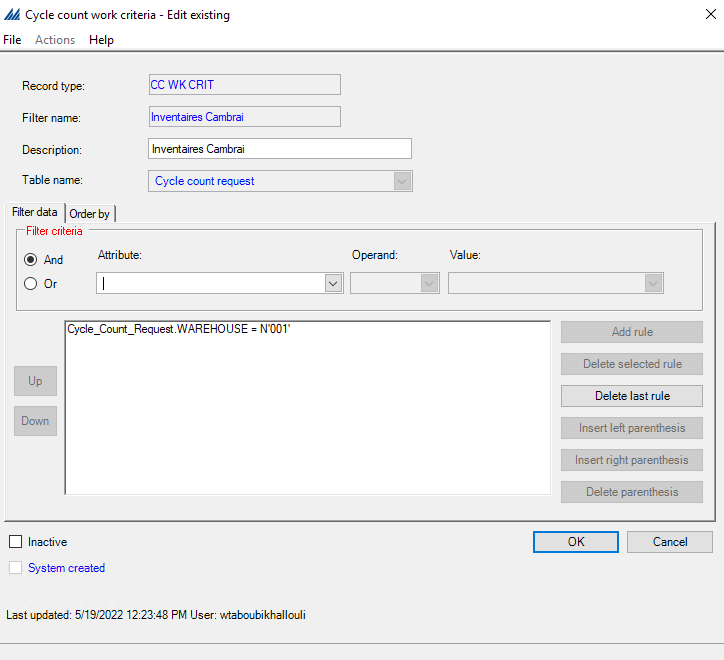 Cycle count work criteria - Edit existing
File Actions Help
Record type: CC WK CRIT
Filter name: Inventaires Cambrai
Description: Inventaires Cambrai
Table name: Cycle count request
Filter data Order by
Filter criteria
And Attribute: Operand: Value:
Or
Cycle_Count_Request.WAREHOUSE = N'001'
Add rule
Delete selected rule
Up
Delete last rule
Down
Insert left parenthesis
Insert right parenthesis
Delete parenthesis
Inactive OK Cancel
System created
Last updated: 5/19/2022 12:23:48 PM User: wtaboubikhallouli